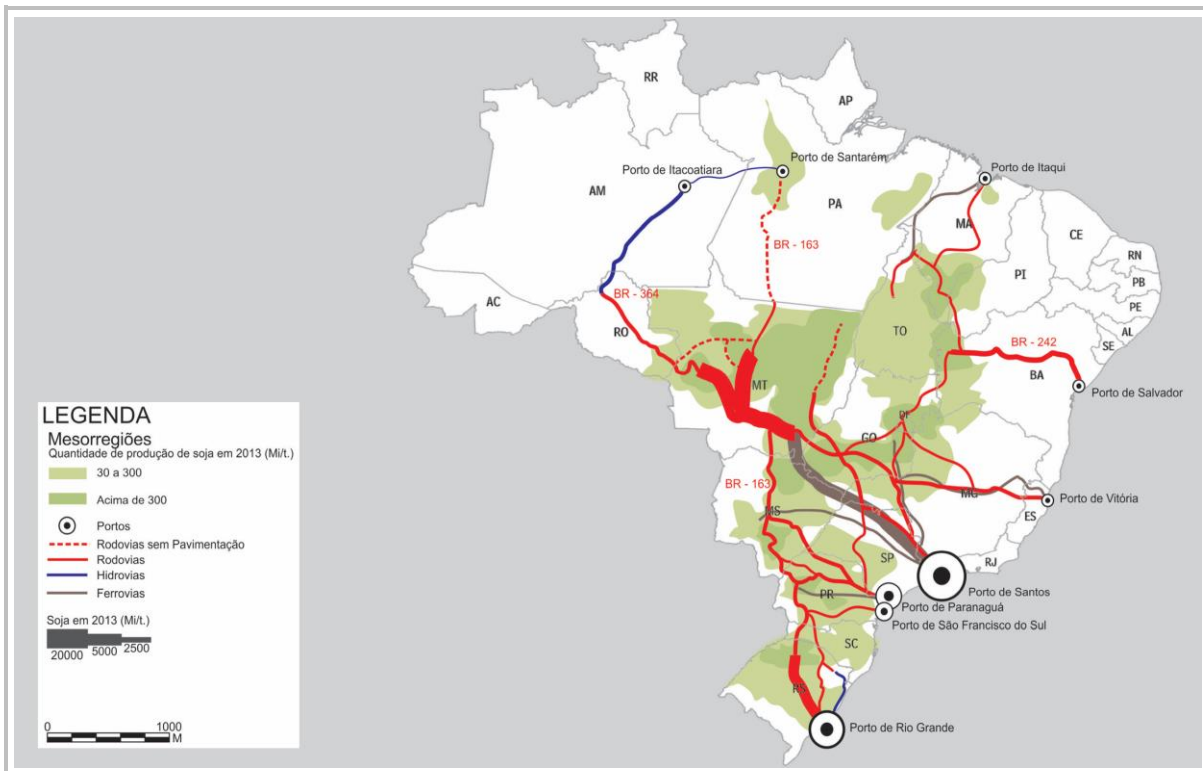 RR
AP
Porto de Itacoatiara
Porto de Santarém
Porto de Itaqui
AM
PA
MA
CE
BR - 163
RN
PI
PB
PE
AC
BR - 364
AL
RO
TO
SE
BR - 242
BA
MT
Porto de Salvador
DF
GO
BR - 163
MG
Porto de Vitória
MS
ES
SP
RJ
Porto de Santos
PR
Porto de Paranaguá
Porto de São Francisco do Sul
SC
RS
Porto de Rio Grande
LEGENDA
Mesorregiões
Quantidade de produção de soja em 2013 (Mi/t.)
30 a 300
Acima de 300
Portos
Rodovias sem Pavimentação
Rodovias
Hidrovias
Ferrovias
Soja em 2013 (Mi/t.)
20000 5000 2500
0 1000
M